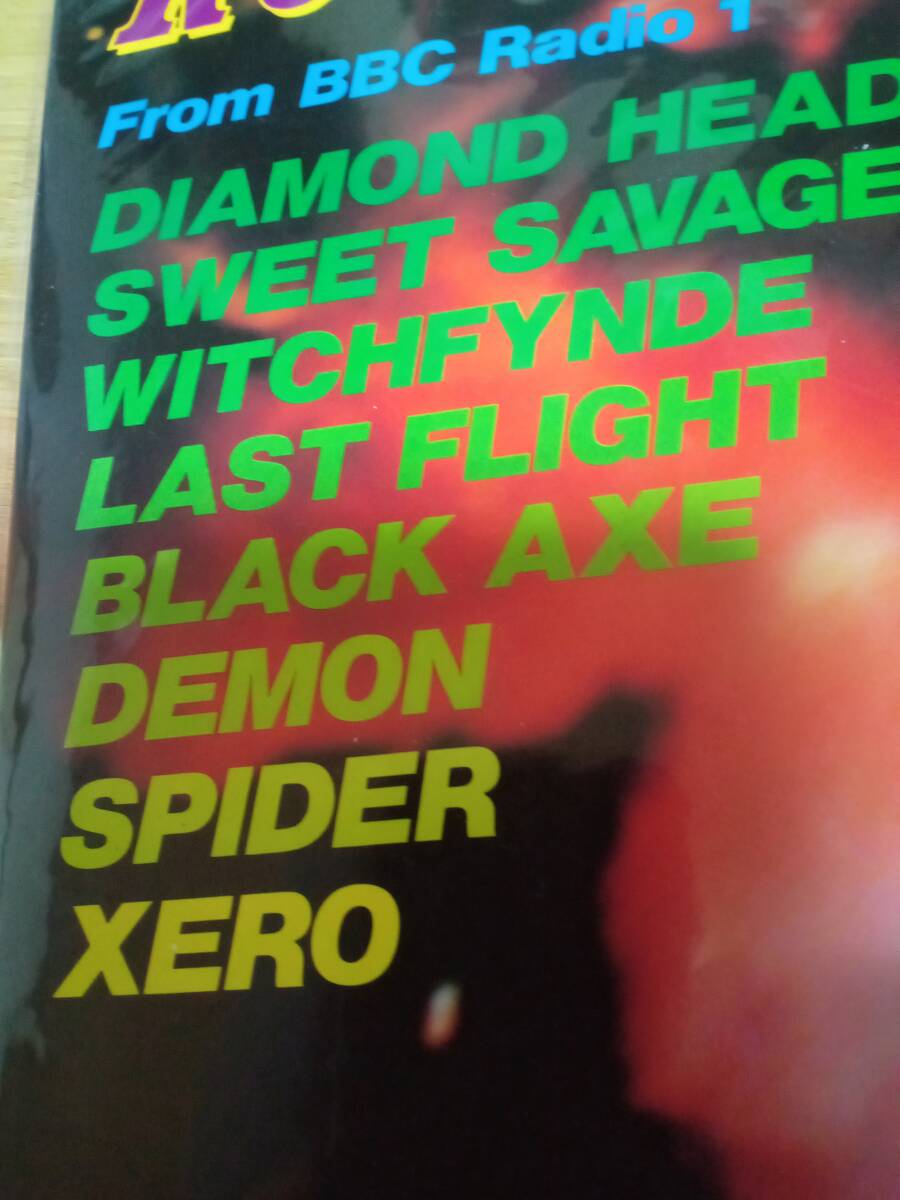 From BBC Radio 1
DIAMOND HEAD
SWEET SAVAGE
WITCHFYNDE
LAST FLIGHT
BLACK AXE
DEMON
SPIDER
XERO